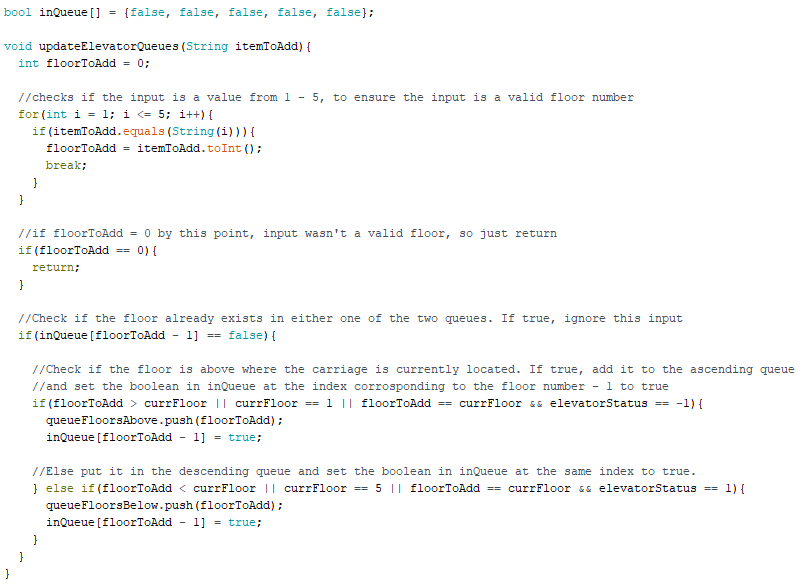 bool inQueue[] = {false, false, false, false, false};
void updateElevatorQueues(String itemToAdd){
int floorToAdd = 0;
//checks if the input is a value from 1 - 5, to ensure the input is a valid floor number
for(int i = 1; i <= 5; i++){
if(itemToAdd.equals(String(i))){
floorToAdd = itemToAdd.toInt();
break;
}
}
//if floorToAdd = 0 by this point, input wasn't a valid floor, so just return
if(floorToAdd == 0){
return;
}
//Check if the floor already exists in either one of the two queues. If true, ignore this input
if(inQueue[floorToAdd - 1] == false){
//Check if the floor is above where the carriage is currently located. If true, add it to the ascending queue
//and set the boolean in inQueue at the index corrosponding to the floor number - 1 to true
if(floorToAdd > currFloor || currFloor == 1 || floorToAdd == currFloor && elevatorStatus == -1){
queueFloorsAbove.push(floorToAdd);
inQueue[floorToAdd - 1] = true;
//Else put it in the descending queue and set the boolean in inQueue at the same index to true.
} else if(floorToAdd < currFloor || currFloor == 5 || floorToAdd == currFloor && elevatorStatus == 1){
queueFloorsBelow.push(floorToAdd);
inQueue[floorToAdd - 1] = true;
}
}
}